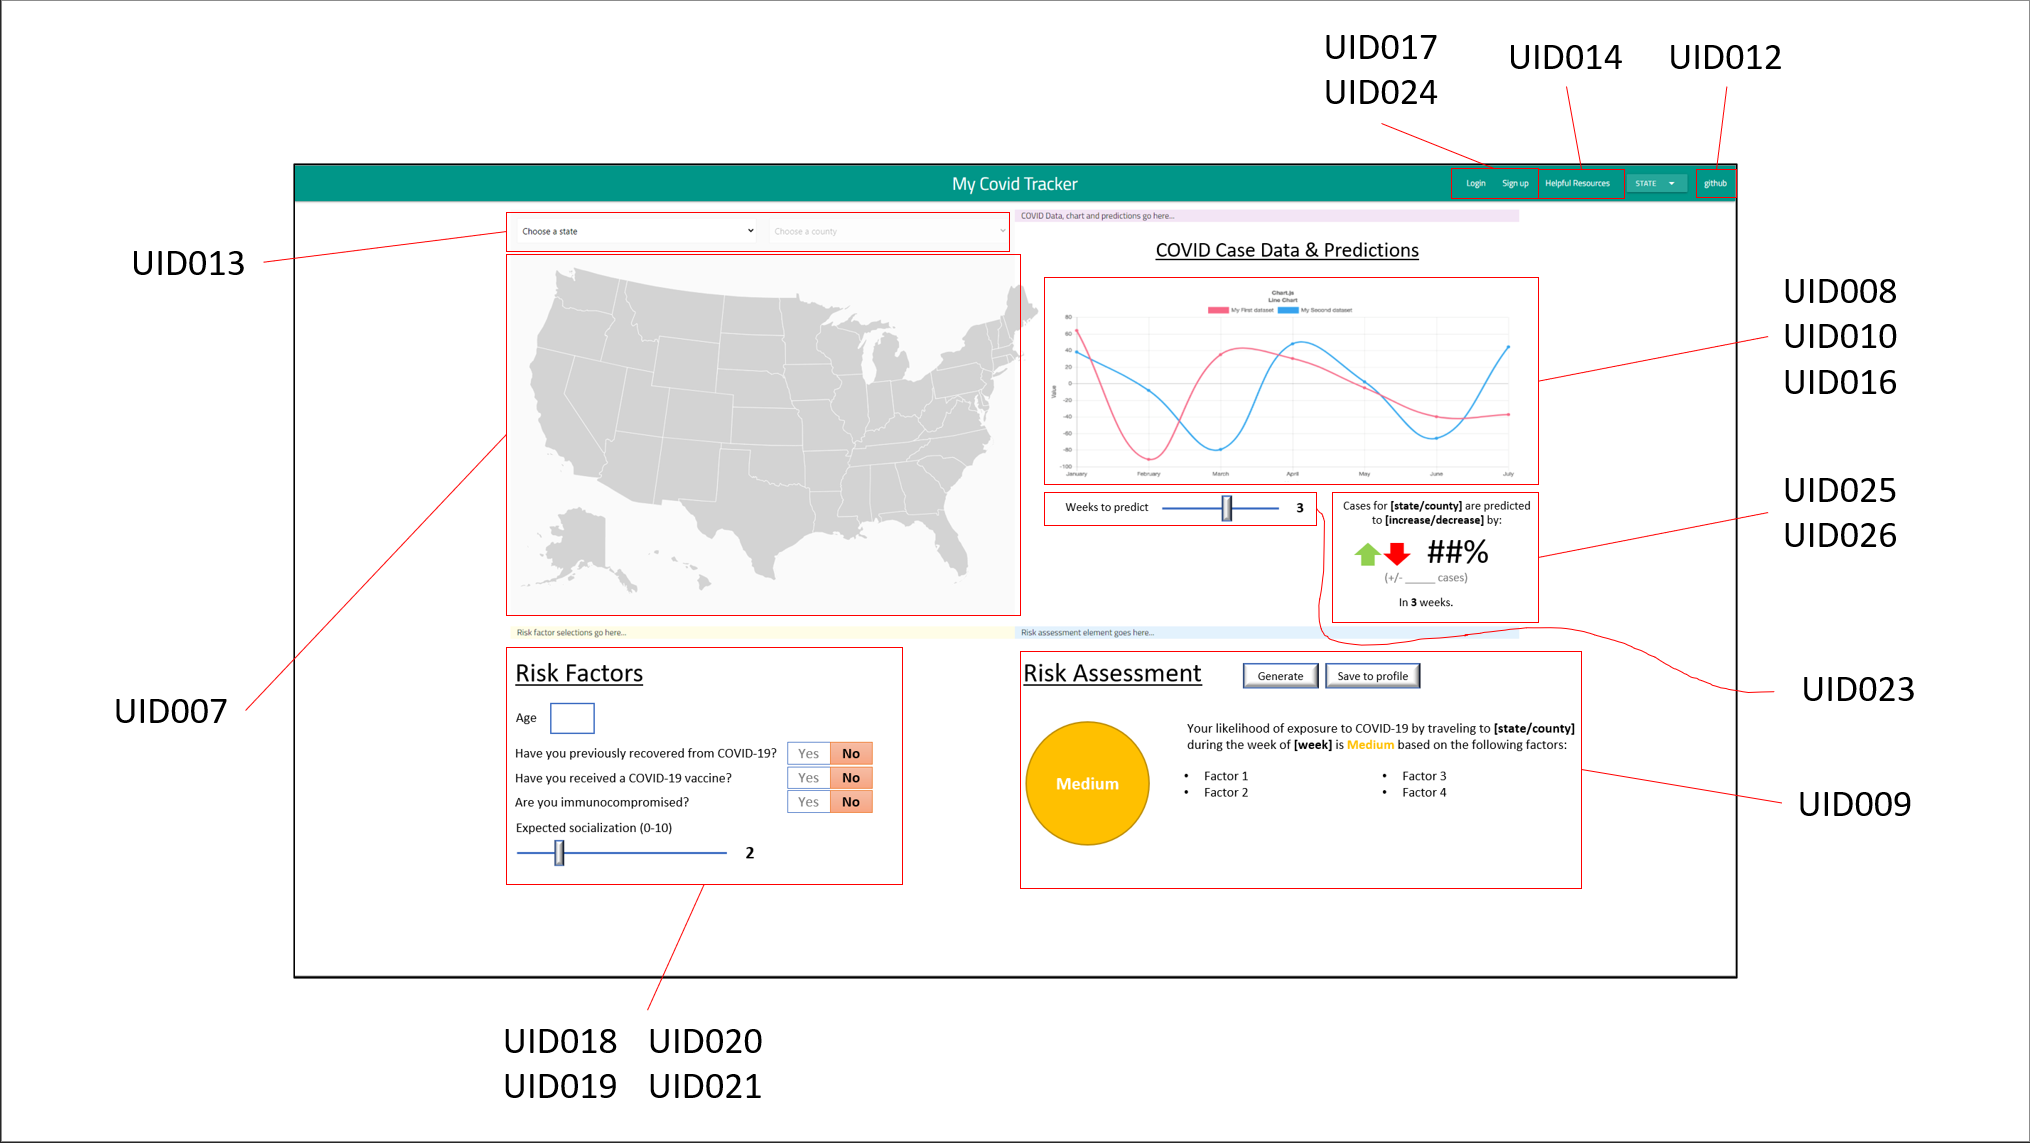 UID017
UID024
UID014
UID012
My Covid Tracker
Login
Sign up
Helpful Resources
STATE
github
COVID Data, chart and predictions go here...
Choose a state
Choose a county
UID013
COVID Case Data & Predictions
Chart.js
Line Chart
My First dataset
My Second dataset
80
60
40
20
0
-20
-40
-60
-80
-100
Value
January
February
March
April
May
June
July
UID008
UID010
UID016
Weeks to predict
3
Cases for [state/county] are predicted
to [increase/decrease] by:
##%
(+/- _____ cases)
In 3 weeks.
UID025
UID026
Risk factor selections go here...
Risk assessment element goes here...
UID007
Risk Factors
Age
Have you previously recovered from COVID-19?
Yes
No
Have you received a COVID-19 vaccine?
Yes
No
Are you immunocompromised?
Yes
No
Expected socialization (0-10)
2
Risk Assessment
Generate
Save to profile
Medium
Your likelihood of exposure to COVID-19 by traveling to [state/county]
during the week of [week] is Medium based on the following factors:
• Factor 1
• Factor 2
• Factor 3
• Factor 4
UID023
UID009
UID018 UID020
UID019 UID021